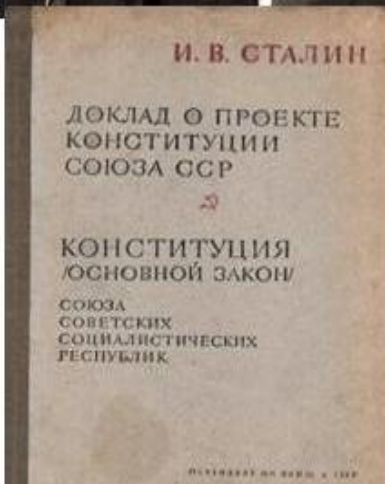 И. В. СТАЛИН
ДОКЛАД О ПРОЕКТЕ
КОНСТИТУЦИИ
СОЮЗА ССР
КОНСТИТУЦИЯ
/ОСНОВНОЙ ЗАКОН/
СОЮЗА
СОВЕТСКИХ
СОЦИАЛИСТИЧЕСКИХ
РЕСПУБЛИК